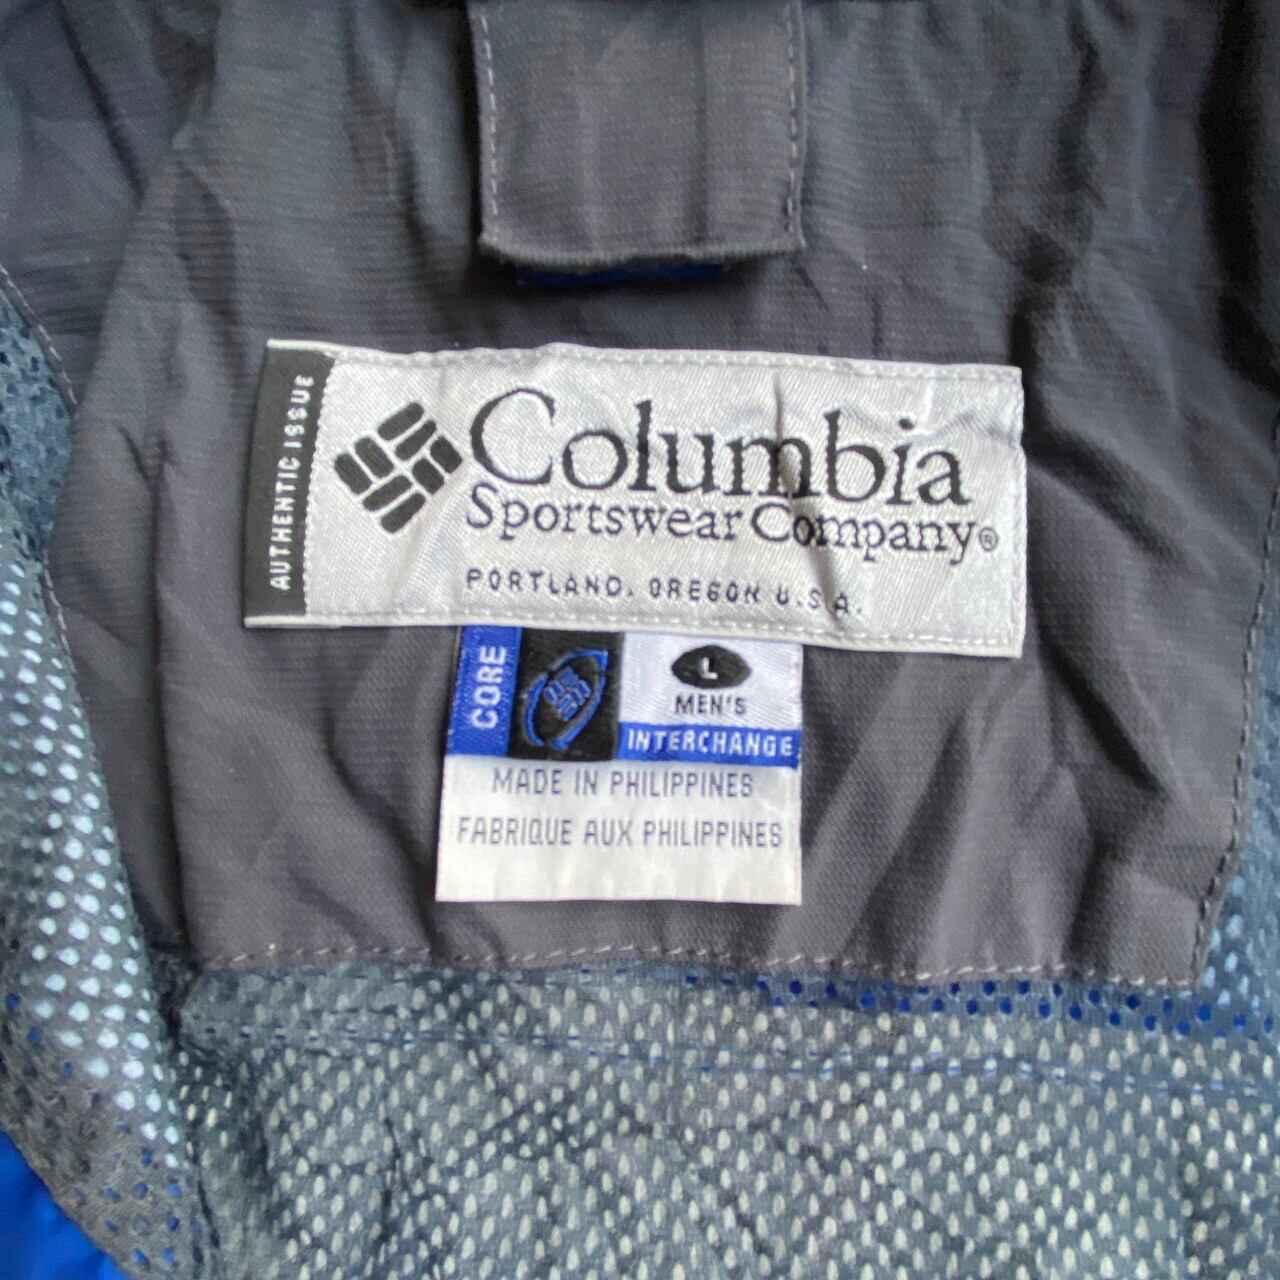 AUTHENTIC ISSUE
Columbia
Sportswear Company®
PORTLAND, OREGON U.S.A.
CORE
L
MEN'S
INTERCHANGE
MADE IN PHILIPPINES
FABRIQUE AUX PHILIPPINES